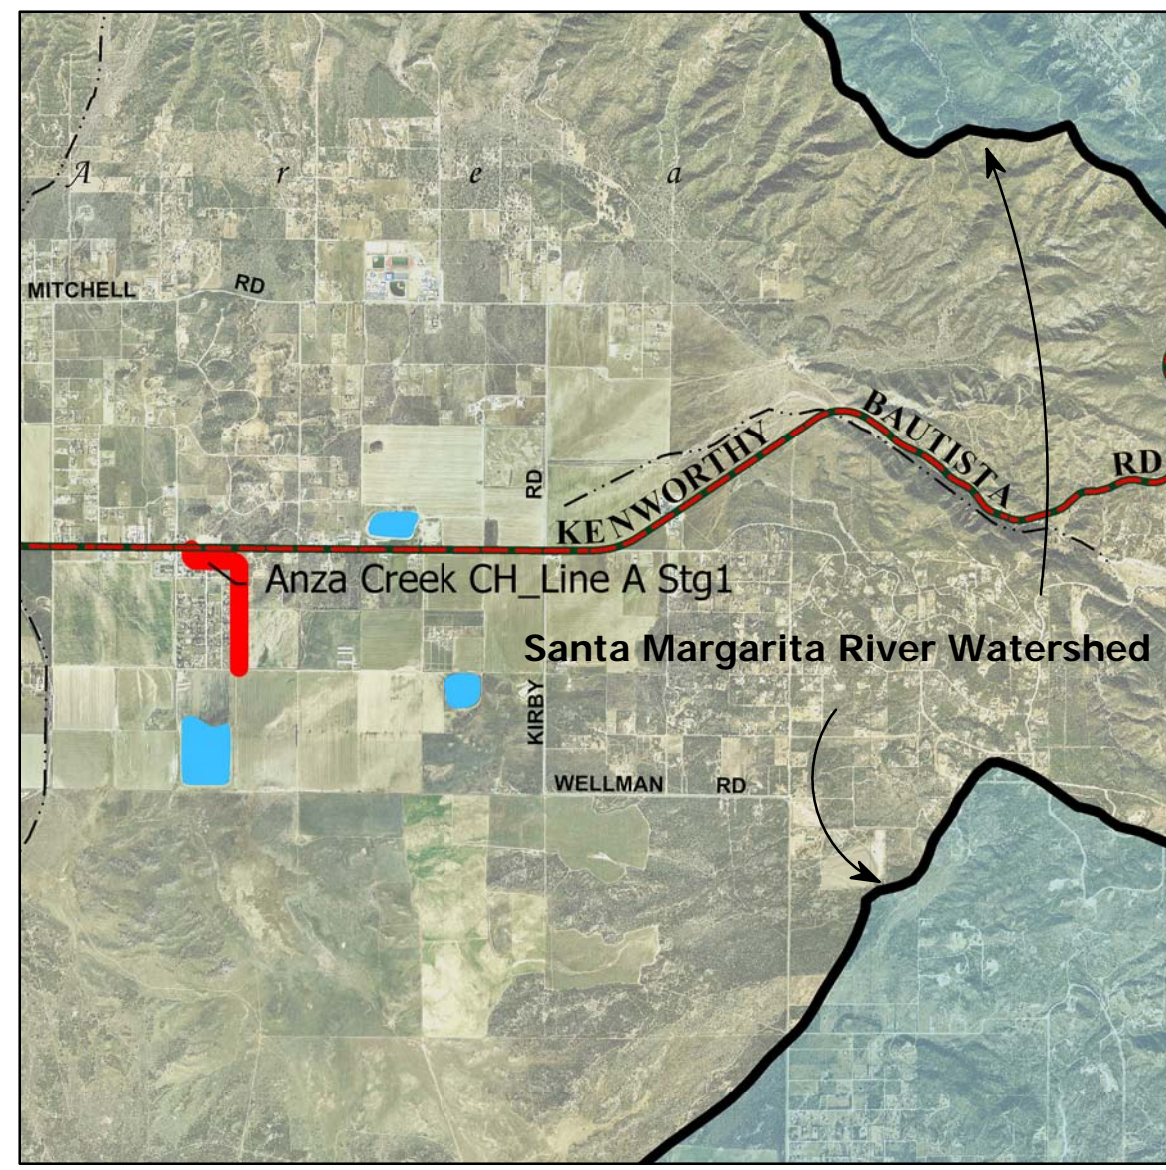 A r e a
MITCHELL RD
BAUTISTA
RD
KENWORTHY
RD
Anza Creek CH_Line A Stg1
Santa Margarita River Watershed
KIRBY
WELLMAN RD